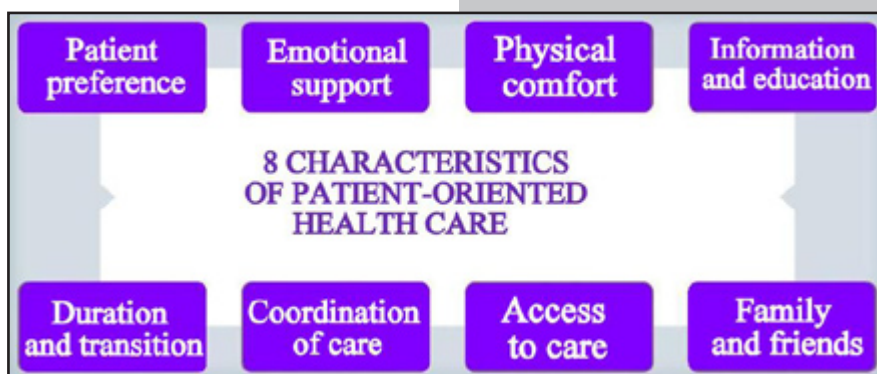 Patient
preference
Emotional
support
Physical
comfort
Information
and education
8 CHARACTERISTICS
OF PATIENT-ORIENTED
HEALTH CARE
Duration
and transition
Coordination
of care
Access
to care
Family
and friends